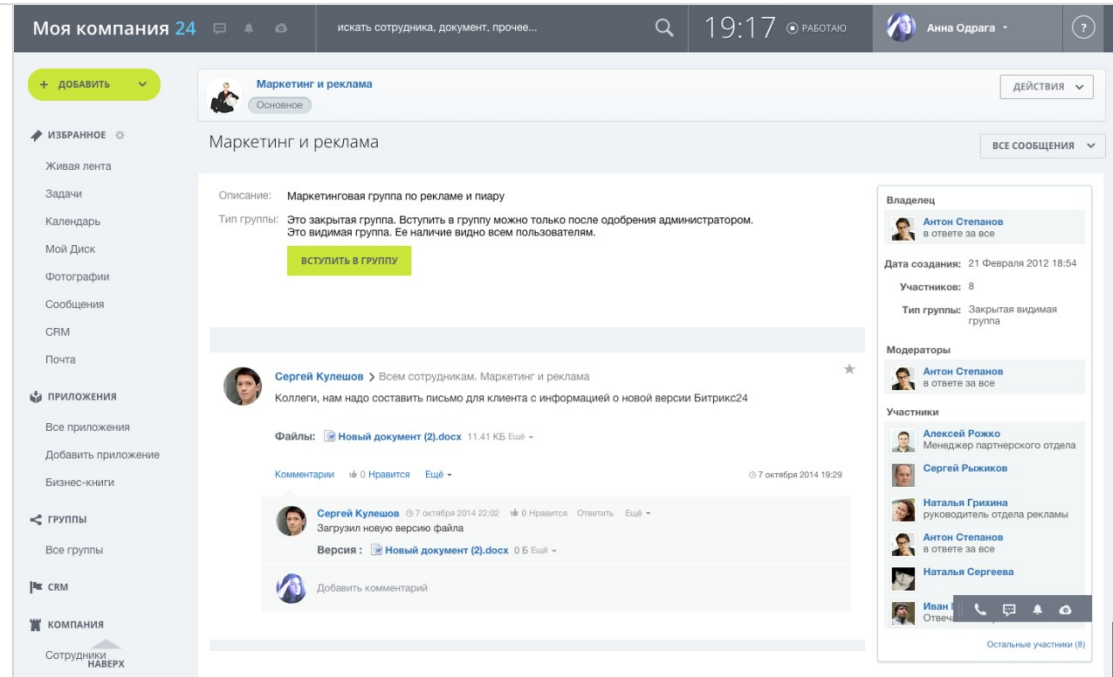 Моя компания 24
искать сотрудника, документ, прочее...
19:17 РАБОТАЮ
Анна Одрага
?
+ ДОБАВИТЬ
ИЗБРАННОЕ
Живая лента
Задачи
Календарь
Мой Диск
Фотографии
Сообщения
CRM
Почта
ПРИЛОЖЕНИЯ
Все приложения
Добавить приложение
Бизнес-книги
ГРУППЫ
Все группы
CRM
КОМПАНИЯ
Сотрудники
НАВЕРХ
Маркетинг и реклама
Основное
ДЕЙСТВИЯ
Маркетинг и реклама
ВСЕ СООБЩЕНИЯ
Описание: Маркетинговая группа по рекламе и пиару
Тип группы: Это закрытая группа. Вступить в группу можно только после одобрения администратором.
Это видимая группа. Ее наличие видно всем пользователям.
ВСТУПИТЬ В ГРУППУ
Сергей Кулешов > Всем сотрудникам. Маркетинг и реклама
Коллеги, нам надо составить письмо для клиента с информацией о новой версии Битрикс24
Файлы: Новый документ (2).docx 11.41 КБ Ещё
Комментарии 0 Нравится Ещё 7 октября 2014 19:29
Сергей Кулешов 7 октября 2014 22:02 0 Нравится Ответить Ещё
Загрузил новую версию файла
Версия : Новый документ (2).docx 0 Б Ещё
Добавить комментарий
Владелец
Антон Степанов
в ответе за все
Дата создания: 21 Февраля 2012 18:54
Участников: 8
Тип группы: Закрытая видимая
группа
Модераторы
Антон Степанов
в ответе за все
Участники
Алексей Рожко
Менеджер партнерского отдела
Сергей Рыжиков
Наталья Грихина
руководитель отдела рекламы
Антон Степанов
в ответе за все
Наталья Сергеева
Иван
Остальные участники (8)